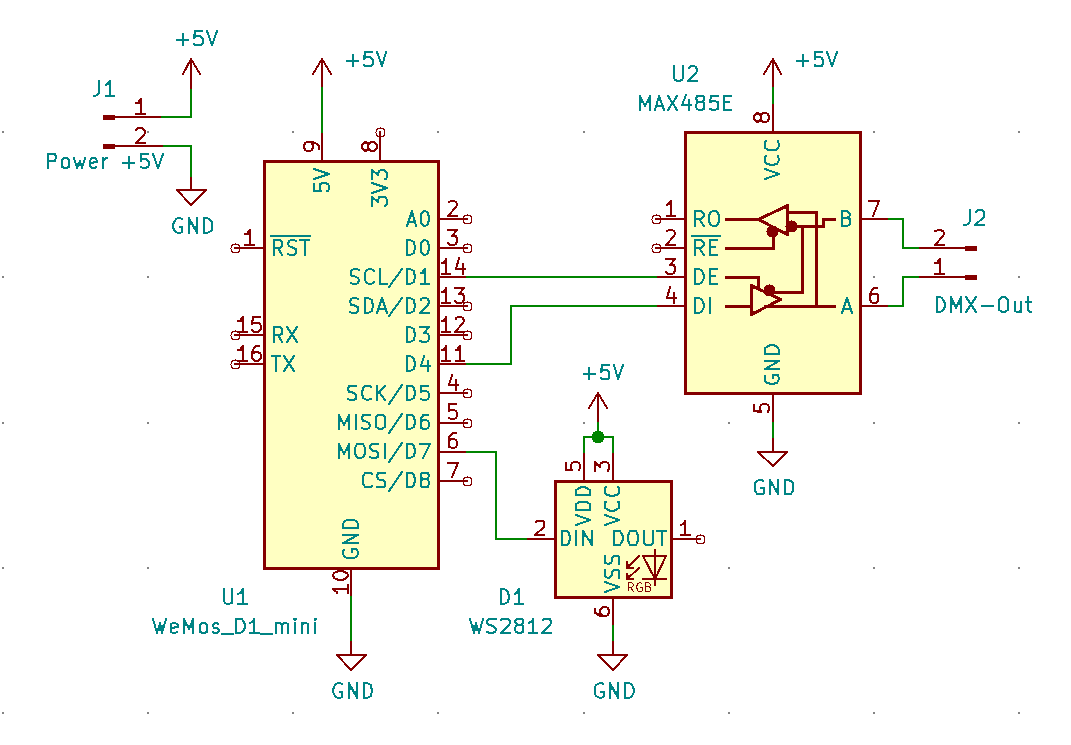 +5V
J1
1
2
Power +5V
GND
+5V
9
8
5V
3V3
1
RST
15
RX
16
TX
A0
2
D0
3
SCL/D1
14
SDA/D2
13
D3
12
D4
11
SCK/D5
4
MISO/D6
5
MOSI/D7
6
CS/D8
7
GND
10
U1
WeMos_D1_mini
GND
U2
MAX485E
+5V
8
VCC
1
RO
2
RE
3
DE
4
DI
B
7
A
6
GND
5
GND
J2
2
1
DMX-Out
+5V
5
3
VDD
VCC
2
DIN
DOUT
1
VSS
RGB
6
D1
WS2812
GND